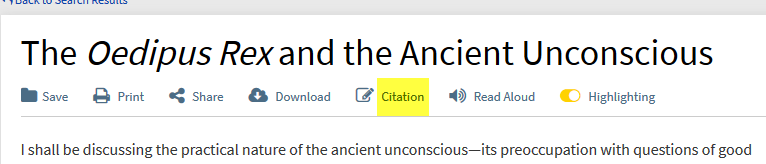 Back to Search Results
The Oedipus Rex and the Ancient Unconscious
Save Print Share Download Citation Read Aloud Highlighting
I shall be discussing the practical nature of the ancient unconscious—its preoccupation with questions of good